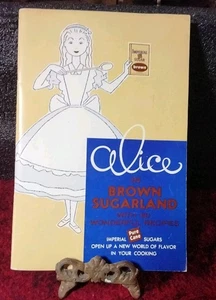 Alice
in
BROWN
SUGARLAND
IMPERIAL Pure Cane SUGARS
OPEN UP A NEW WORLD OF FLAVOR
IN YOUR COOKING